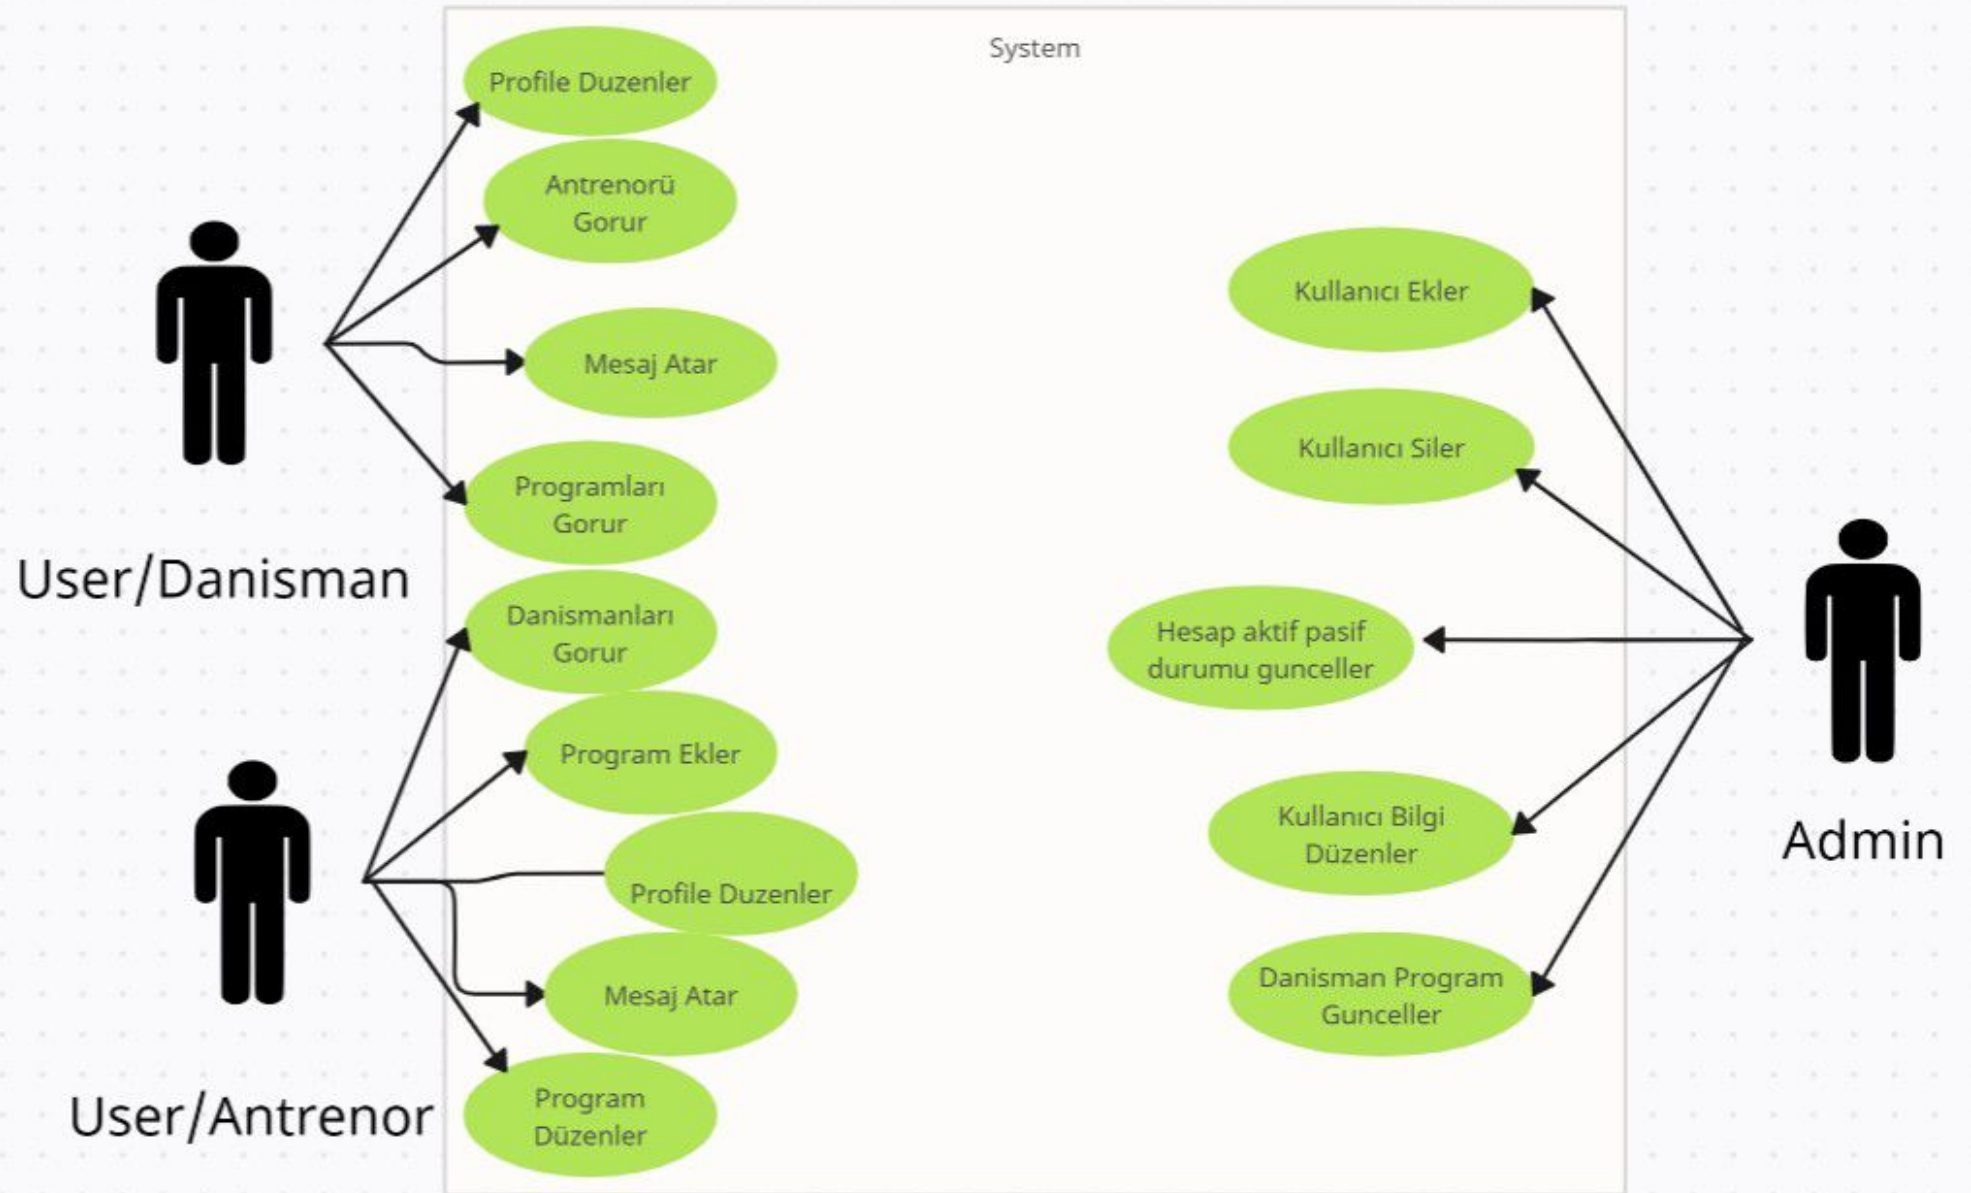 System
Profile Duzenler
Antrenorü
Gorur
Mesaj Atar
Programları
Gorur
User/Danisman
Danismanları
Gorur
Program Ekler
Profile Duzenler
Mesaj Atar
Program
Düzenler
User/Antrenor
Kullanıcı Ekler
Kullanıcı Siler
Hesap aktif pasif
durumu gunceller
Kullanıcı Bilgi
Düzenler
Danisman Program
Gunceller
Admin